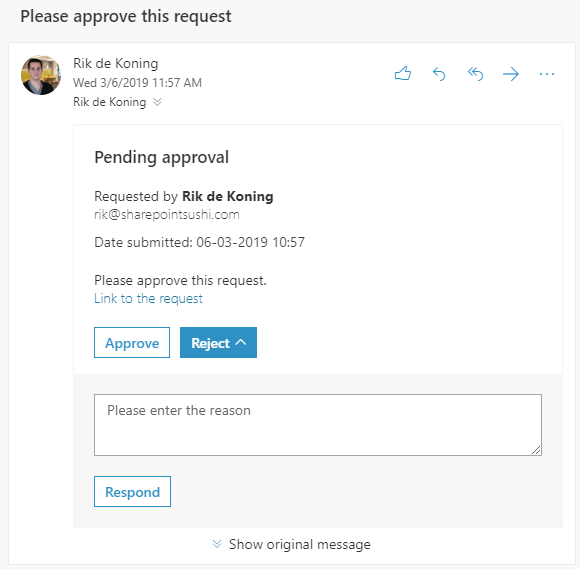 Please approve this request
Rik de Koning
Wed 3/6/2019 11:57 AM
Rik de Koning
Pending approval
Requested by Rik de Koning
rik@sharepointsushi.com
Date submitted: 06-03-2019 10:57
Please approve this request.
Link to the request
Approve Reject
Please enter the reason
Respond
Show original message